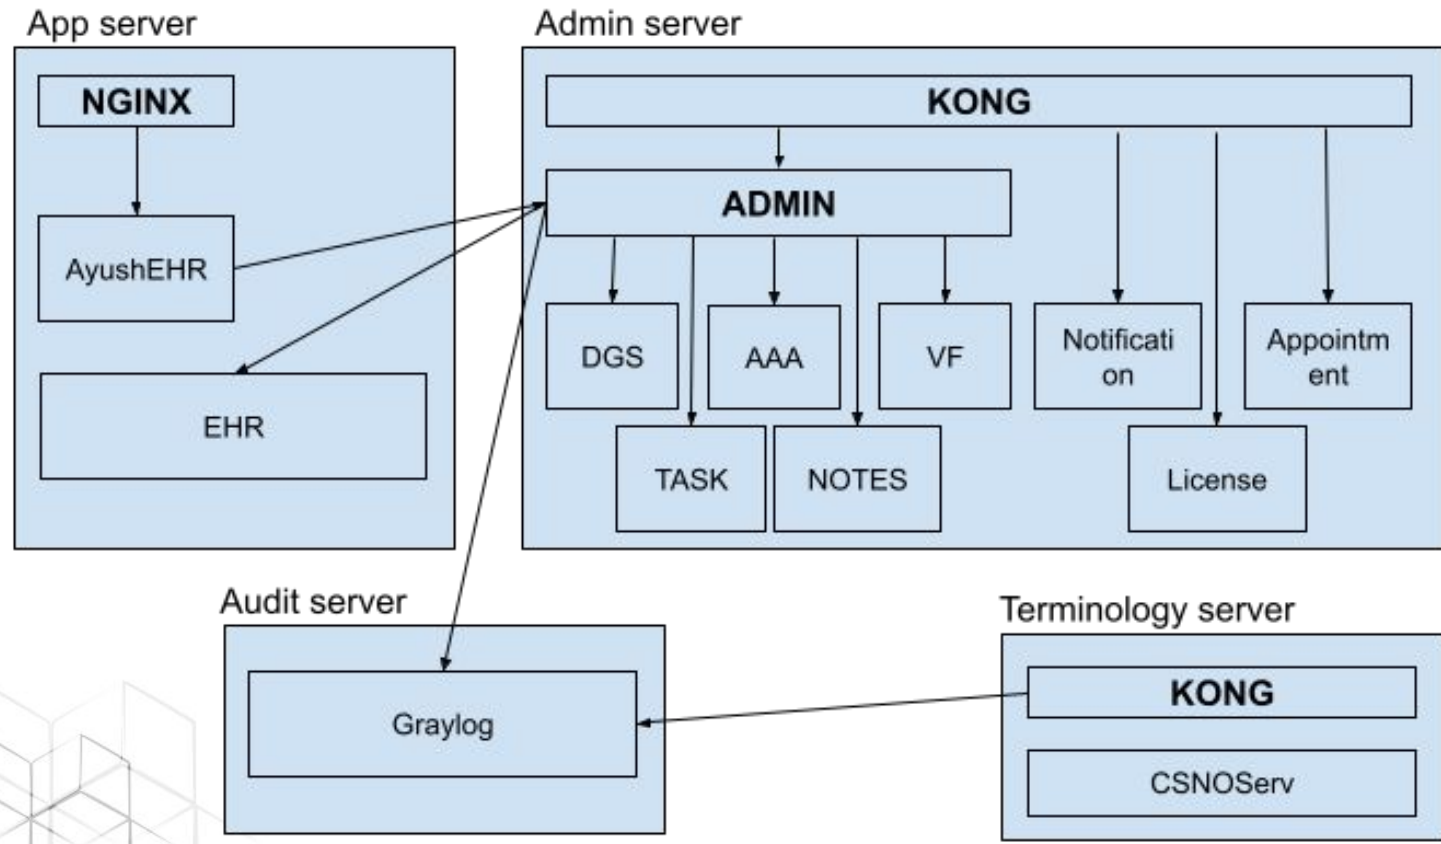 App server
NGINX
AyushEHR
EHR
Admin server
KONG
ADMIN
DGS
AAA
VF
Notificati
on
Appointm
ent
TASK
NOTES
License
Audit server
Graylog
Terminology server
KONG
CSNOServ